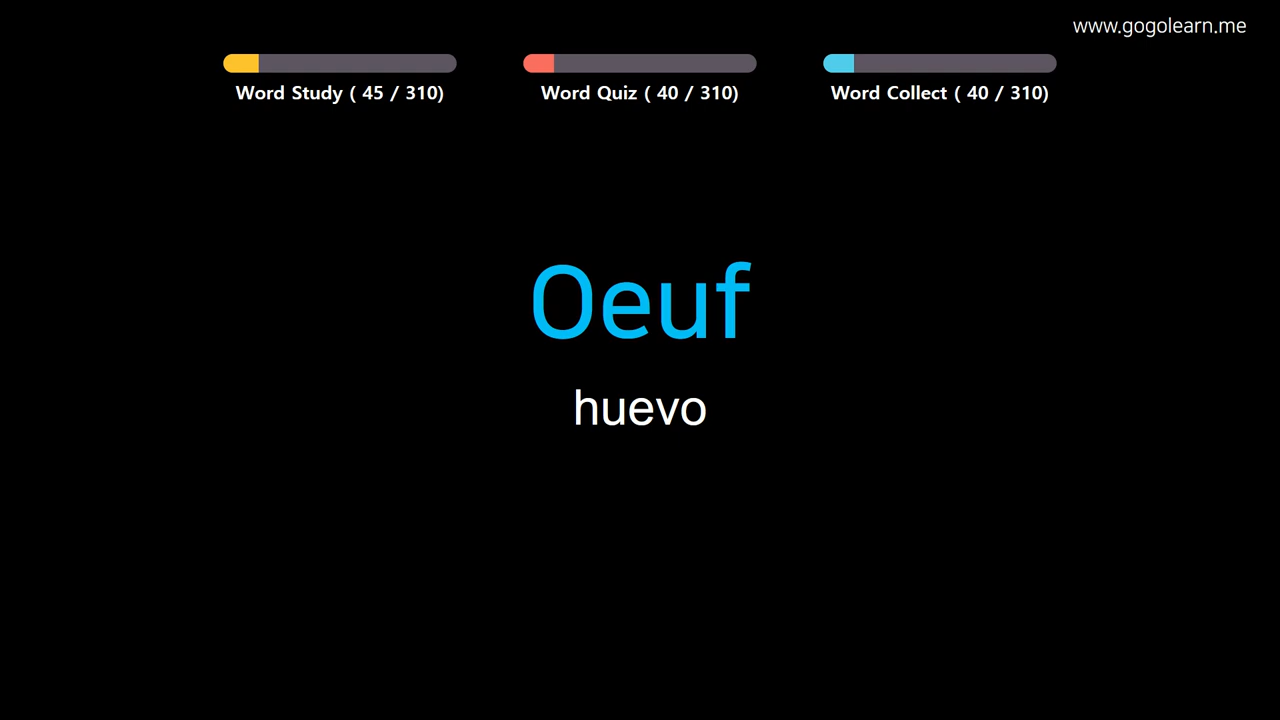 www.gogolearn.me
Word Study ( 45 / 310)
Word Quiz ( 40 / 310)
Word Collect ( 40 / 310)
Oeuf
huevo